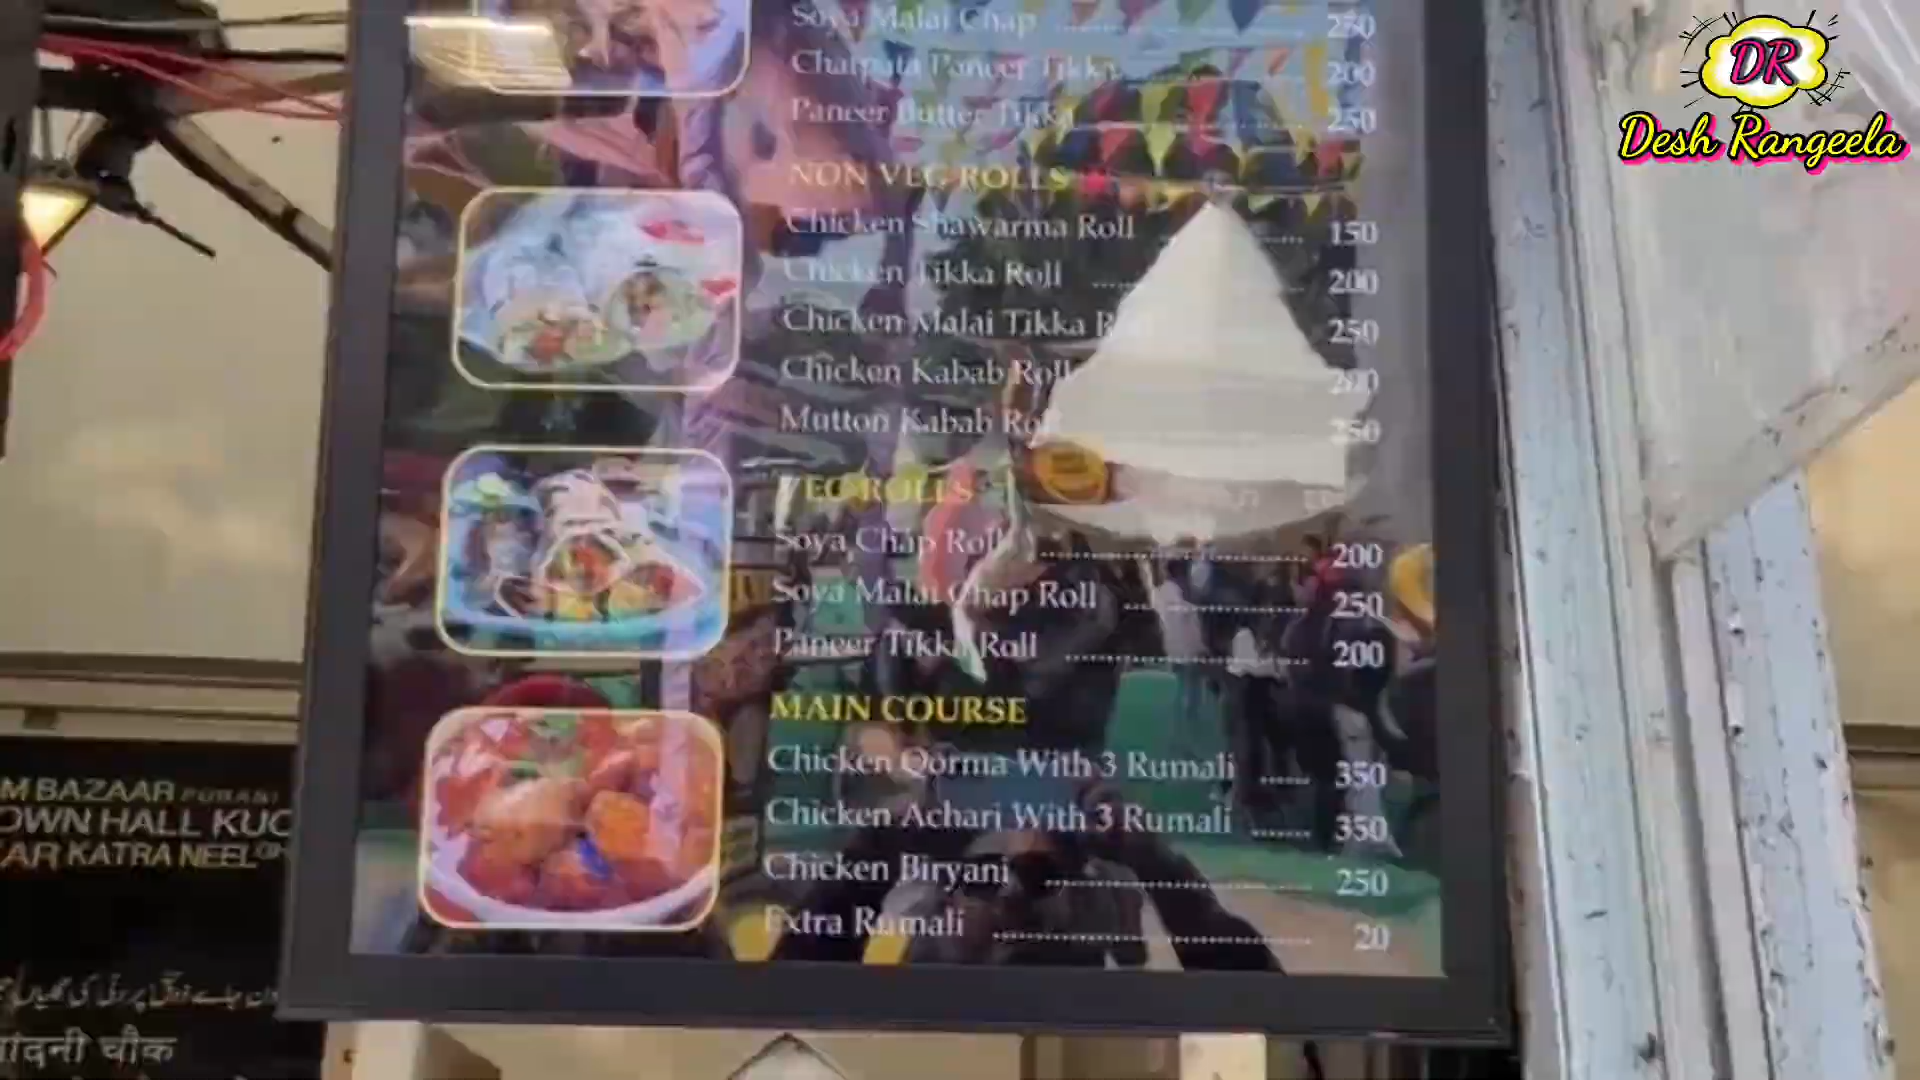 Soya Malai Chap ........ 250
Chatpata Paneer Tikka ........ 200
Paneer Butter Tikka ........ 250
NON VEG ROLLS
Chicken Shawarma Roll ........ 150
Chicken Tikka Roll ........ 200
Chicken Malai Tikka 250
Chicken Kabab Roll 200
Mutton Kabab Roll 250
VEG ROLLS
Soya Chap Roll ........ 200
Soya Malai Chap Roll ........ 250
Paneer Tikka Roll ........ 200
MAIN COURSE
Chicken Qorma With 3 Rumali ...... 350
Chicken Achari With 3 Rumali ...... 350
Chicken Biryani ........ 250
Extra Rumali ........ 20
DR
Desh Rangeela
M BAZAAR PURANI
OWN HALL KUC
AR KATRA NEEL
चांदनी चौक